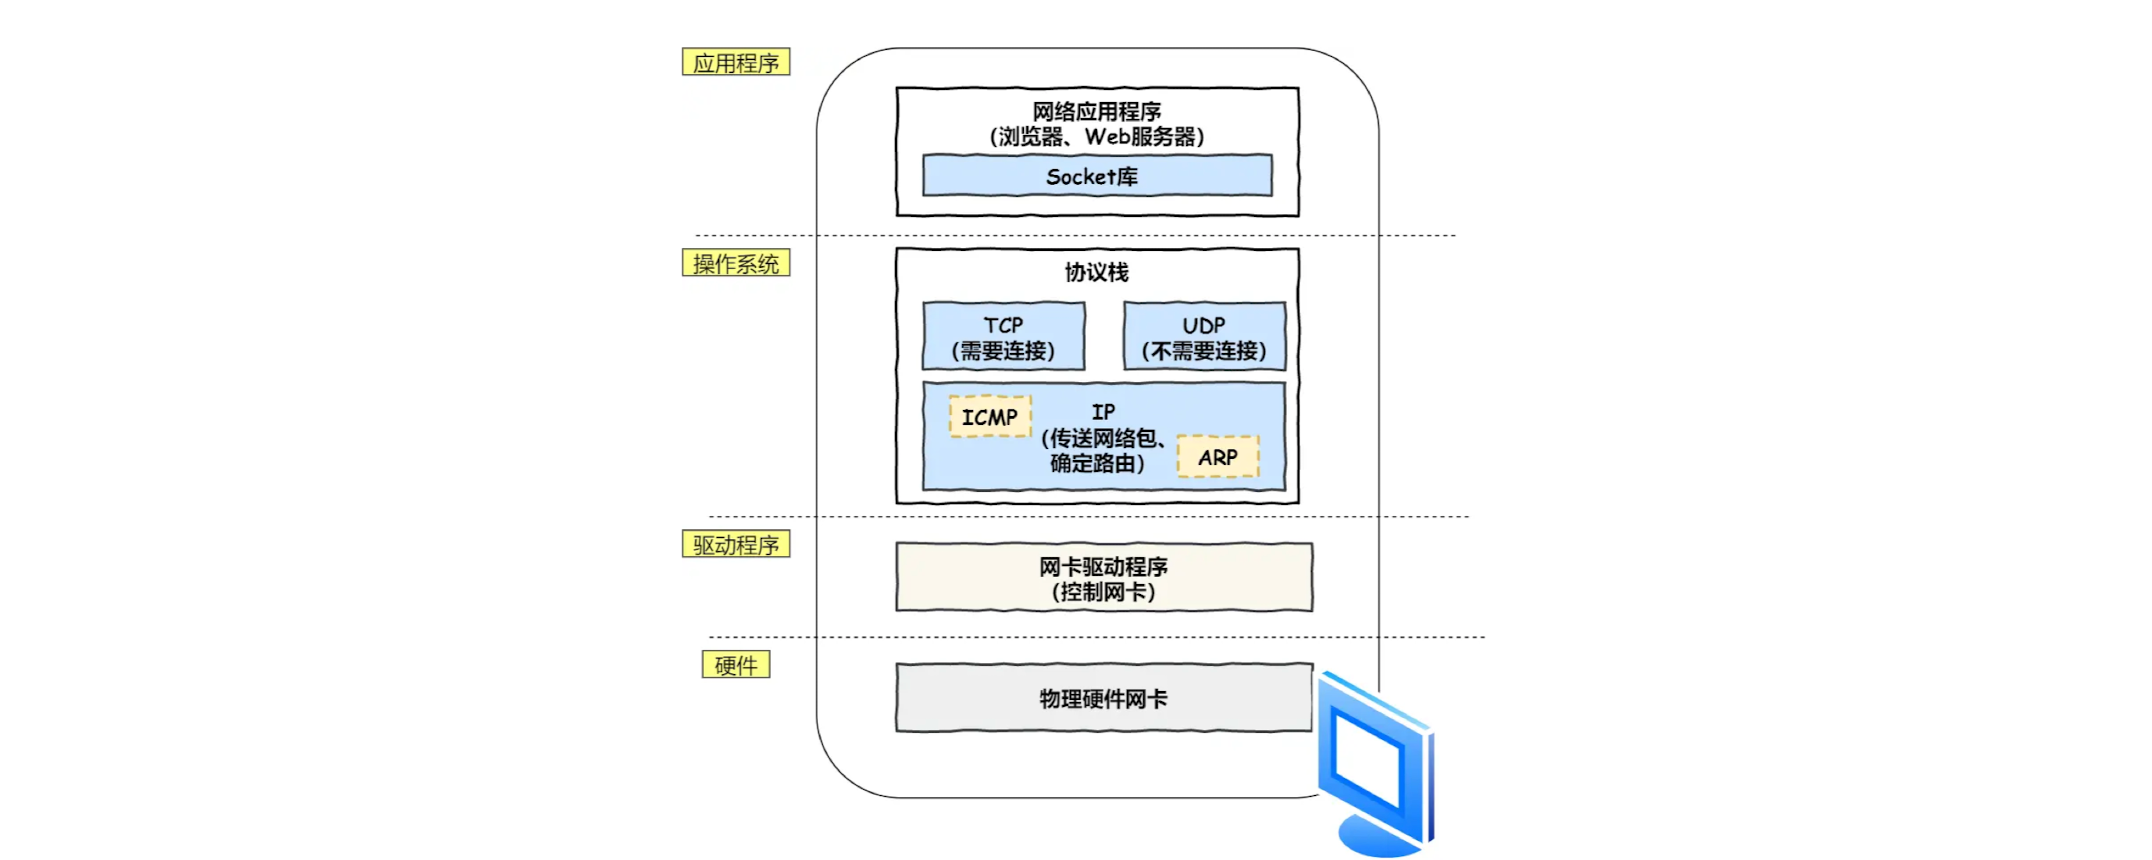 应用程序
网络应用程序
(浏览器、Web服务器)
Socket库
操作系统
协议栈
TCP
(需要连接)
UDP
(不需要连接)
ICMP
IP
(传送网络包、
确定路由)
ARP
驱动程序
网卡驱动程序
(控制网卡)
硬件
物理硬件网卡